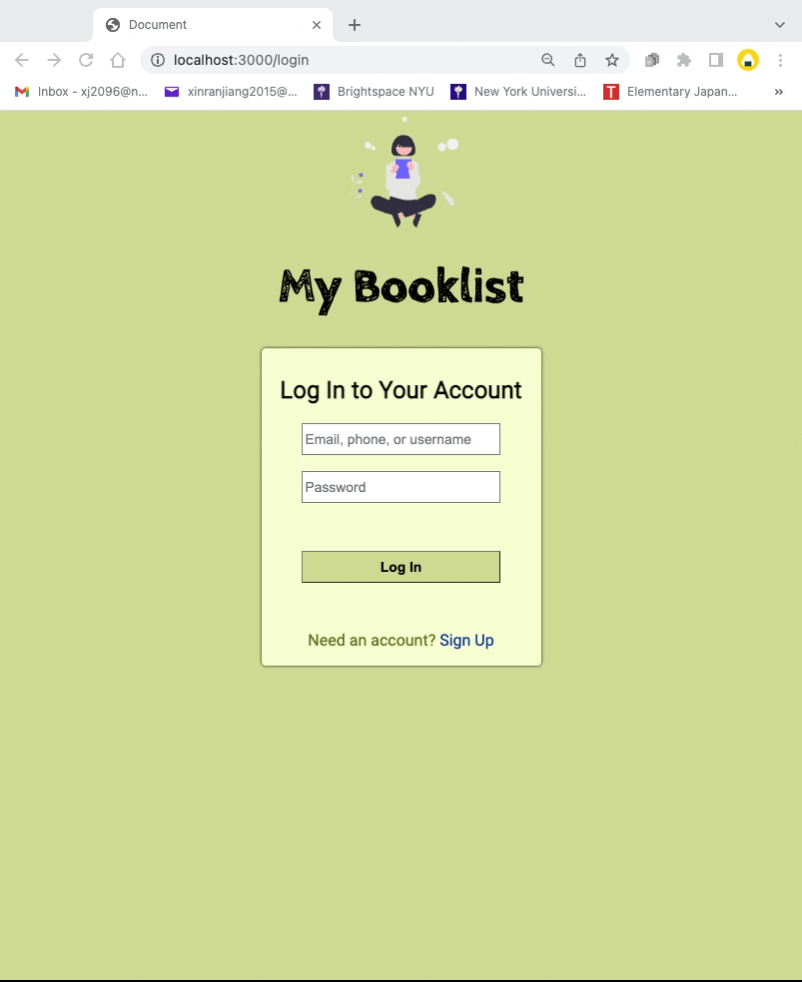 Document
localhost:3000/login
Inbox - xj2096@n... xinranjiang2015@... Brightspace NYU New York Universi... Elementary Japan... »
My Booklist
Log In to Your Account
Email, phone, or username
Password
Log In
Need an account? Sign Up